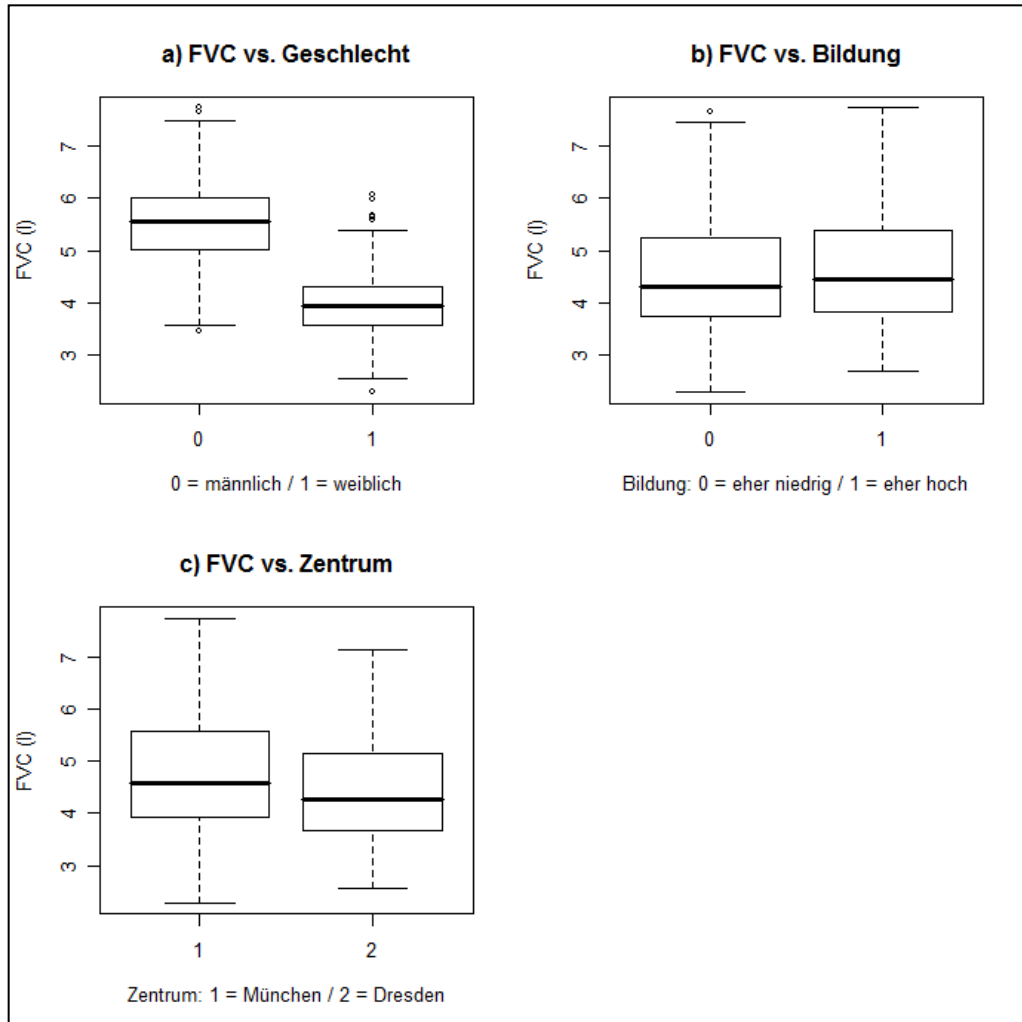 a) FVC vs. Geschlecht
FVC (l)
7
6
5
4
3
0 1
0 = männlich / 1 = weiblich
b) FVC vs. Bildung
FVC (l)
7
6
5
4
3
0 1
Bildung: 0 = eher niedrig / 1 = eher hoch
c) FVC vs. Zentrum
FVC (l)
7
6
5
4
3
1 2
Zentrum: 1 = München / 2 = Dresden